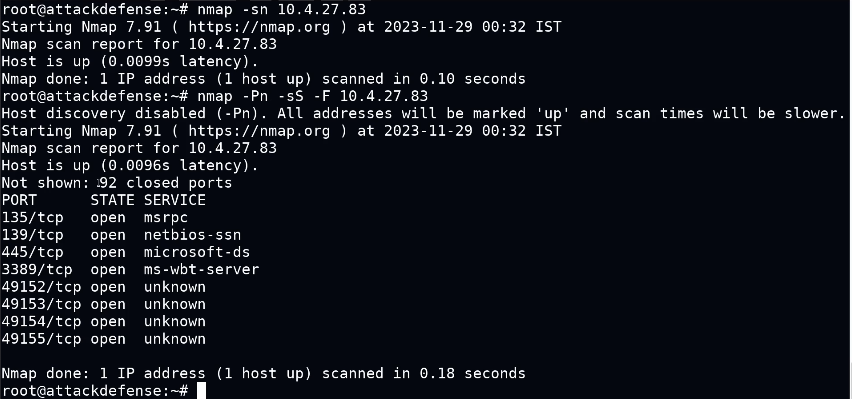 root@attackdefense:~# nmap -sn 10.4.27.83
Starting Nmap 7.91 ( https://nmap.org ) at 2023-11-29 00:32 IST
Nmap scan report for 10.4.27.83
Host is up (0.0099s latency).
Nmap done: 1 IP address (1 host up) scanned in 0.10 seconds
root@attackdefense:~# nmap -Pn -sS -F 10.4.27.83
Host discovery disabled (-Pn). All addresses will be marked 'up' and scan times will be slower.
Starting Nmap 7.91 ( https://nmap.org ) at 2023-11-29 00:32 IST
Nmap scan report for 10.4.27.83
Host is up (0.0096s latency).
Not shown: 92 closed ports
PORT      STATE SERVICE
135/tcp   open  msrpc
139/tcp   open  netbios-ssn
445/tcp   open  microsoft-ds
3389/tcp  open  ms-wbt-server
49152/tcp open  unknown
49153/tcp open  unknown
49154/tcp open  unknown
49155/tcp open  unknown
Nmap done: 1 IP address (1 host up) scanned in 0.18 seconds
root@attackdefense:~#